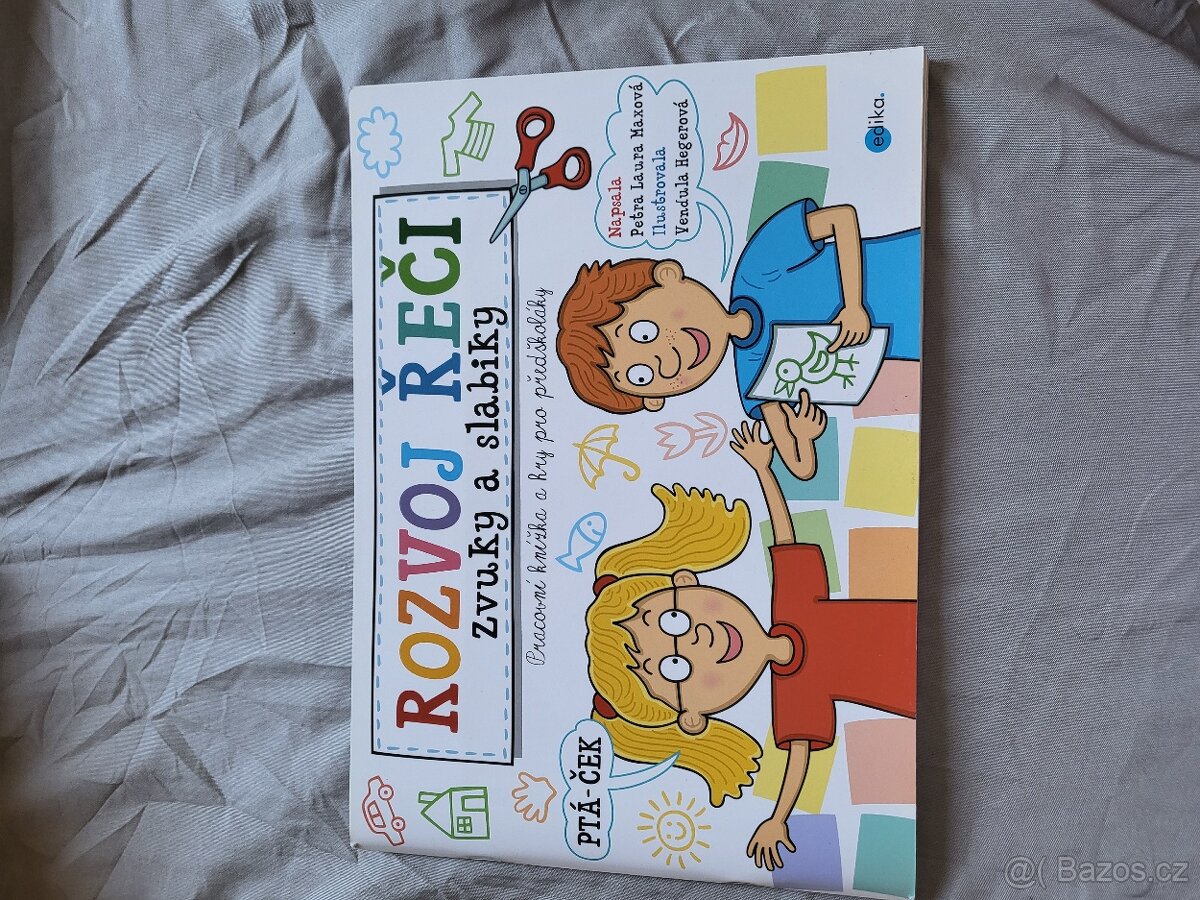 ROZVOJ ŘEČI
Zvuky a slabiky
Pracovní knížka a hry pro předškoláky
Napsala
Petra Laura Maxová
Ilustrovala
Vendula Hegerová
PTÁ-ČEK
edika.
@( Bazos.cz